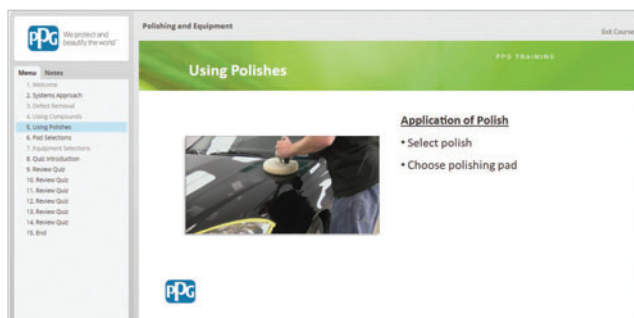 PPG
We protect and
beautify the world™
Menu Notes
1. Welcome
2. Systems Approach
3. Defect Removal
4. Using Compounds
5. Using Polishes
6. Pad Selections
7. Equipment Selections
8. Quiz Introduction
9. Review Quiz
10. Review Quiz
11. Review Quiz
12. Review Quiz
13. Review Quiz
14. Review Quiz
15. End
Polishing and Equipment
Exit Course
PPG TRAINING
Using Polishes
Application of Polish
• Select polish
• Choose polishing pad
PPG